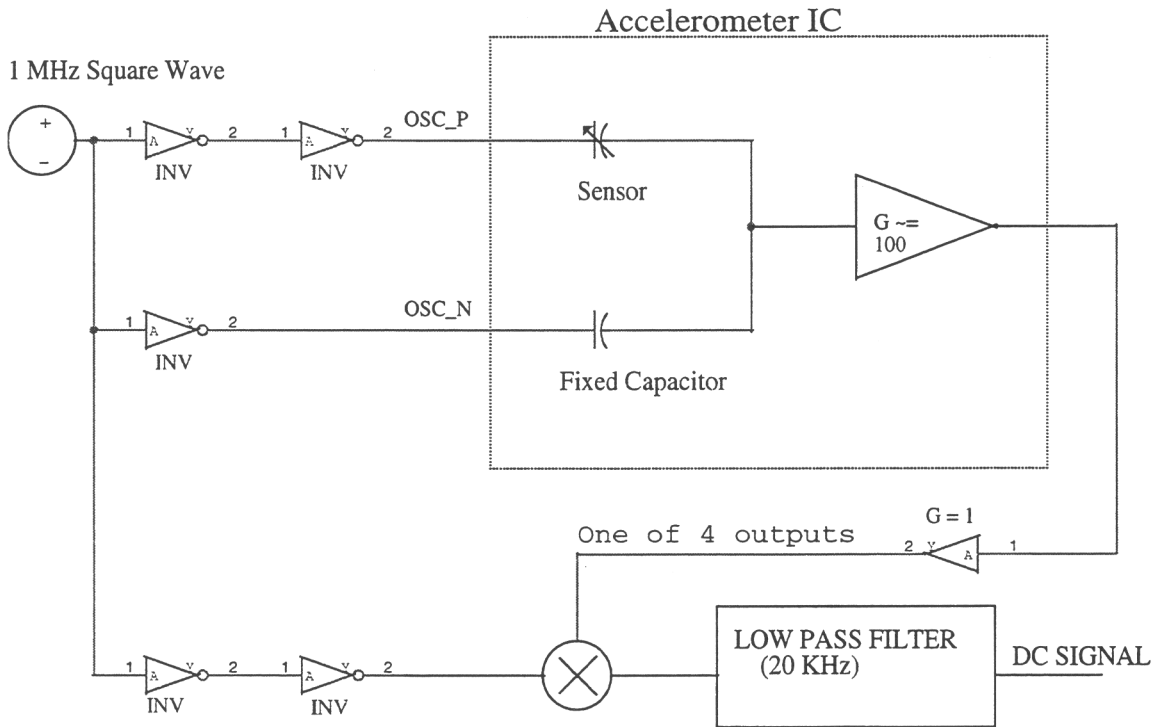 Accelerometer IC
1 MHz Square Wave
+
−
1 A Y 2 1 A Y 2 OSC_P
INV INV
Sensor
G ~=
100
1 A Y 2 OSC_N
INV
Fixed Capacitor
One of 4 outputs
G = 1
2 Y A 1
LOW PASS FILTER
(20 KHz)
DC SIGNAL
1 A Y 2 1 A Y 2
INV INV